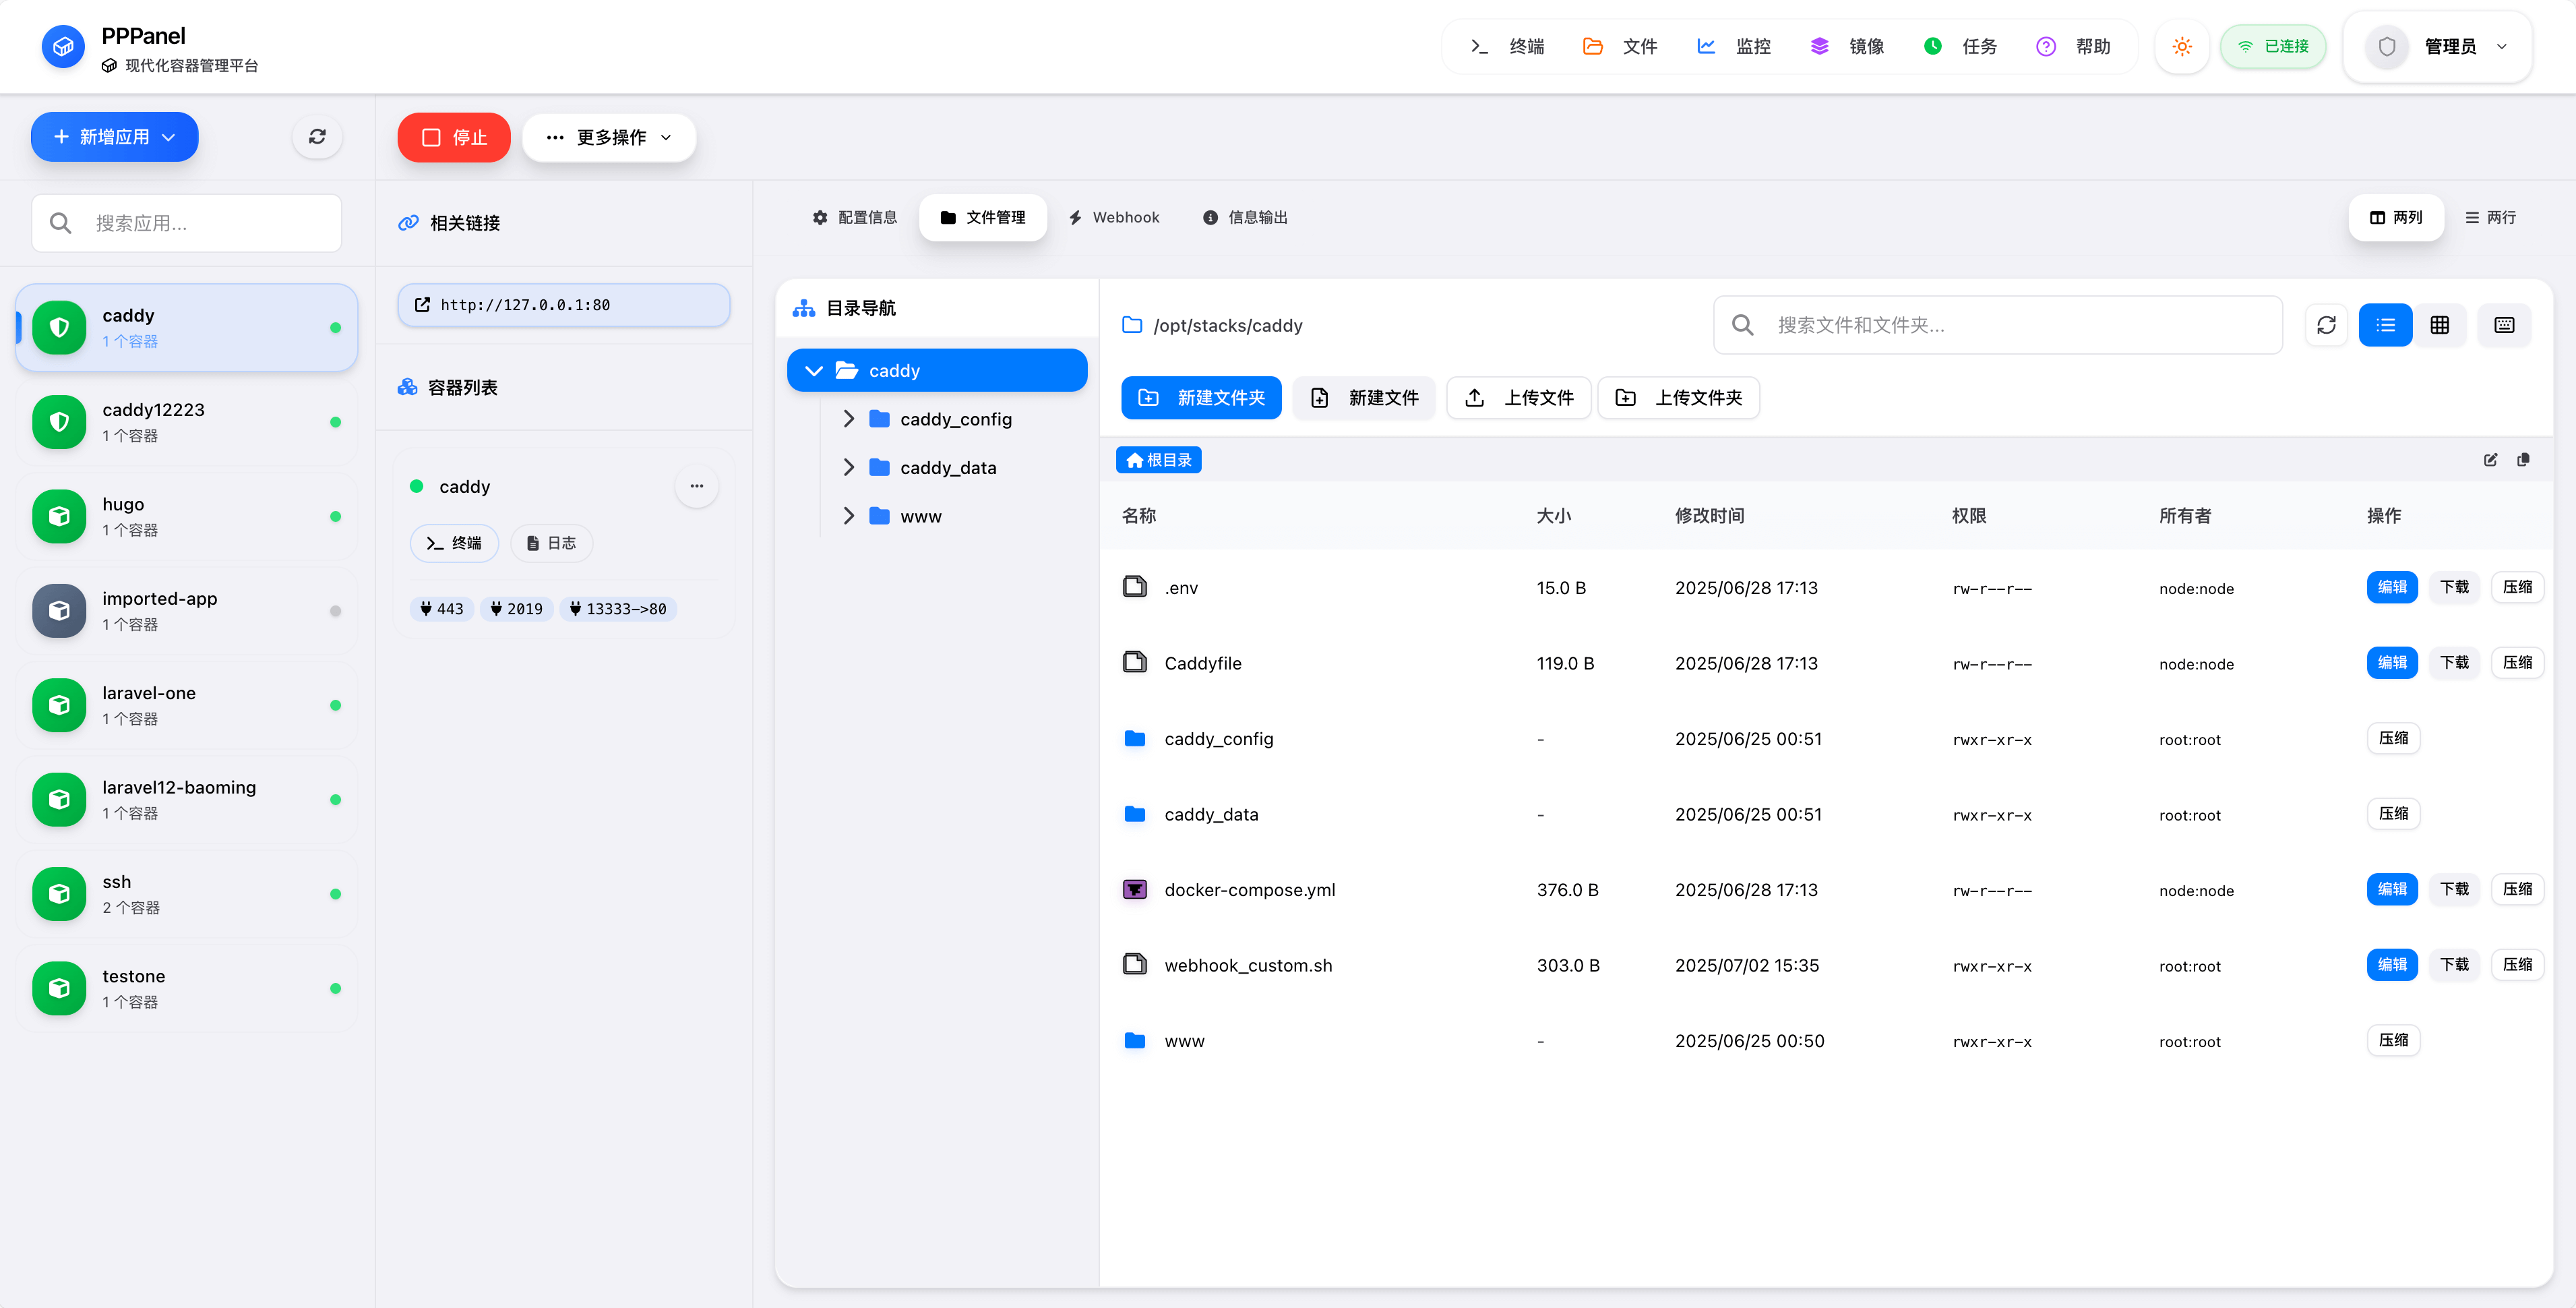 PPPanel
现代化容器管理平台
终端 文件 监控 镜像 任务 帮助 已连接 管理员
新增应用
搜索应用...
caddy
1 个容器
caddy12223
1 个容器
hugo
1 个容器
imported-app
1 个容器
laravel-one
1 个容器
laravel12-baoming
1 个容器
ssh
2 个容器
testone
1 个容器
停止 更多操作
相关链接
http://127.0.0.1:80
容器列表
caddy
终端 日志
443 2019 13333->80
配置信息 文件管理 Webhook 信息输出 两列 两行
目录导航
caddy
caddy_config
caddy_data
www
/opt/stacks/caddy 搜索文件和文件夹...
新建文件夹 新建文件 上传文件 上传文件夹
根目录
名称 大小 修改时间 权限 所有者 操作
.env 15.0 B 2025/06/28 17:13 rw-r--r-- node:node 编辑 下载 压缩
Caddyfile 119.0 B 2025/06/28 17:13 rw-r--r-- node:node 编辑 下载 压缩
caddy_config - 2025/06/25 00:51 rwxr-xr-x root:root 压缩
caddy_data - 2025/06/25 00:51 rwxr-xr-x root:root 压缩
docker-compose.yml 376.0 B 2025/06/28 17:13 rw-r--r-- node:node 编辑 下载 压缩
webhook_custom.sh 303.0 B 2025/07/02 15:35 rwxr-xr-x root:root 编辑 下载 压缩
www - 2025/06/25 00:50 rwxr-xr-x root:root 压缩